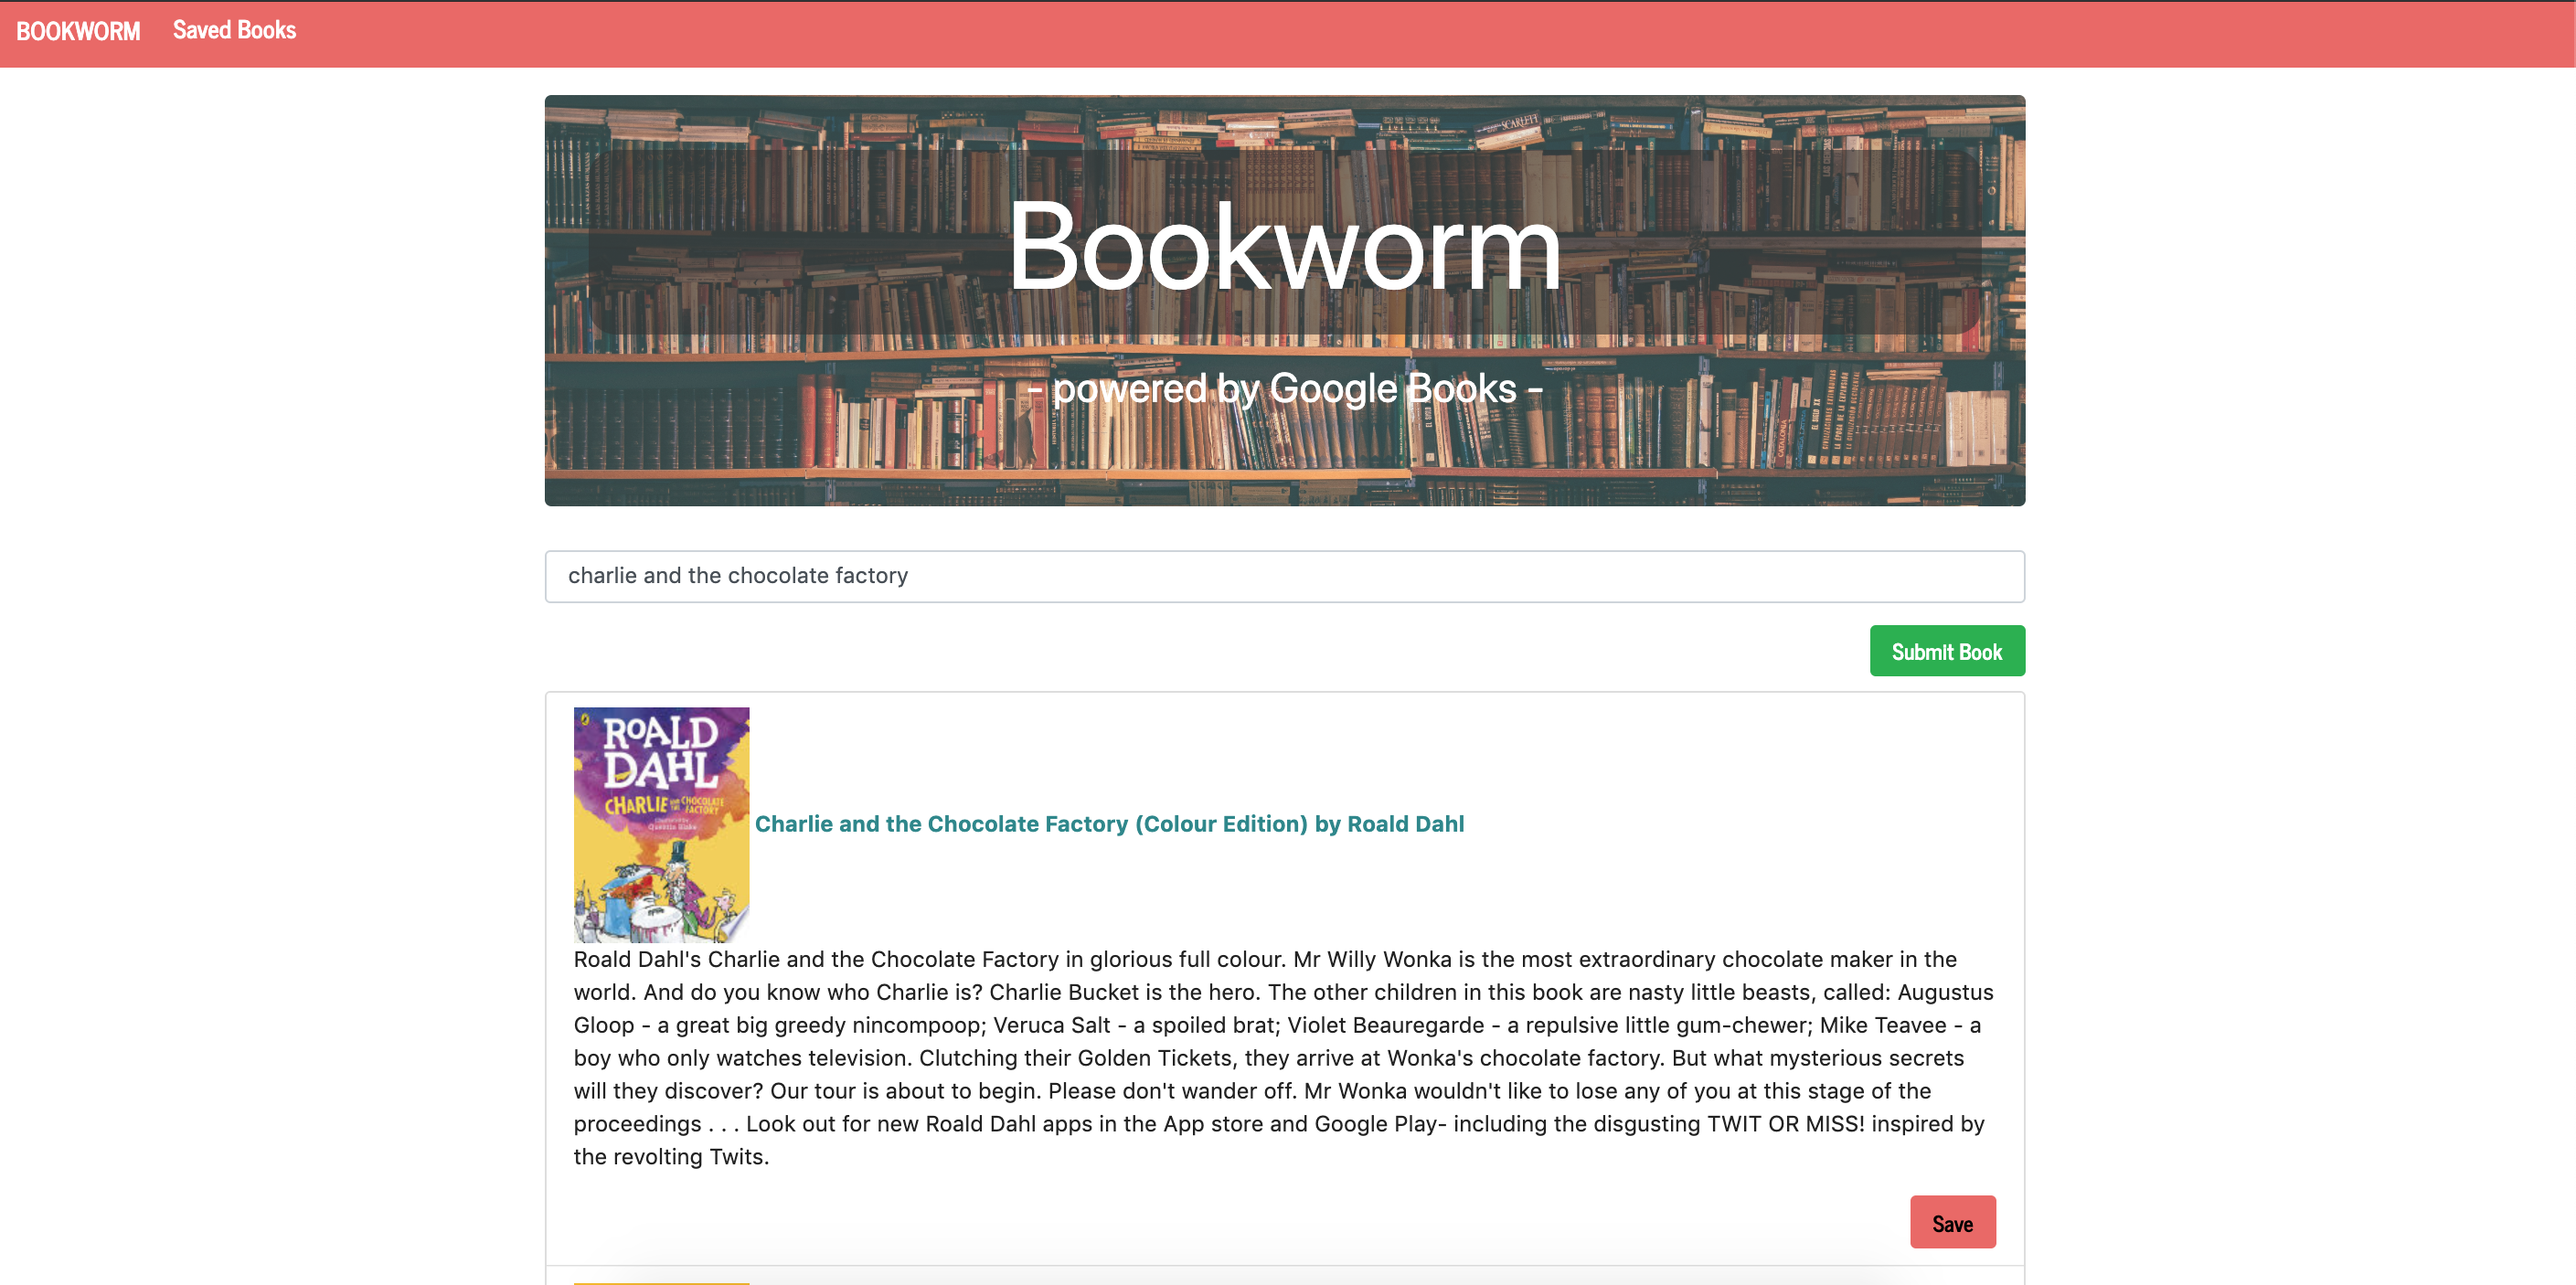 BOOKWORM Saved Books
SCARLETT
Bookworm
- powered by Google Books -
CATALONIA
charlie and the chocolate factory
Submit Book
ROALD
DAHL
CHARLIE AND THE CHOCOLATE
FACTORY
Quentin Blake
Charlie and the Chocolate Factory (Colour Edition) by Roald Dahl
Roald Dahl's Charlie and the Chocolate Factory in glorious full colour. Mr Willy Wonka is the most extraordinary chocolate maker in the
world. And do you know who Charlie is? Charlie Bucket is the hero. The other children in this book are nasty little beasts, called: Augustus
Gloop - a great big greedy nincompoop; Veruca Salt - a spoiled brat; Violet Beauregarde - a repulsive little gum-chewer; Mike Teavee - a
boy who only watches television. Clutching their Golden Tickets, they arrive at Wonka's chocolate factory. But what mysterious secrets
will they discover? Our tour is about to begin. Please don't wander off. Mr Wonka wouldn't like to lose any of you at this stage of the
proceedings . . . Look out for new Roald Dahl apps in the App store and Google Play- including the disgusting TWIT OR MISS! inspired by
the revolting Twits.
Save